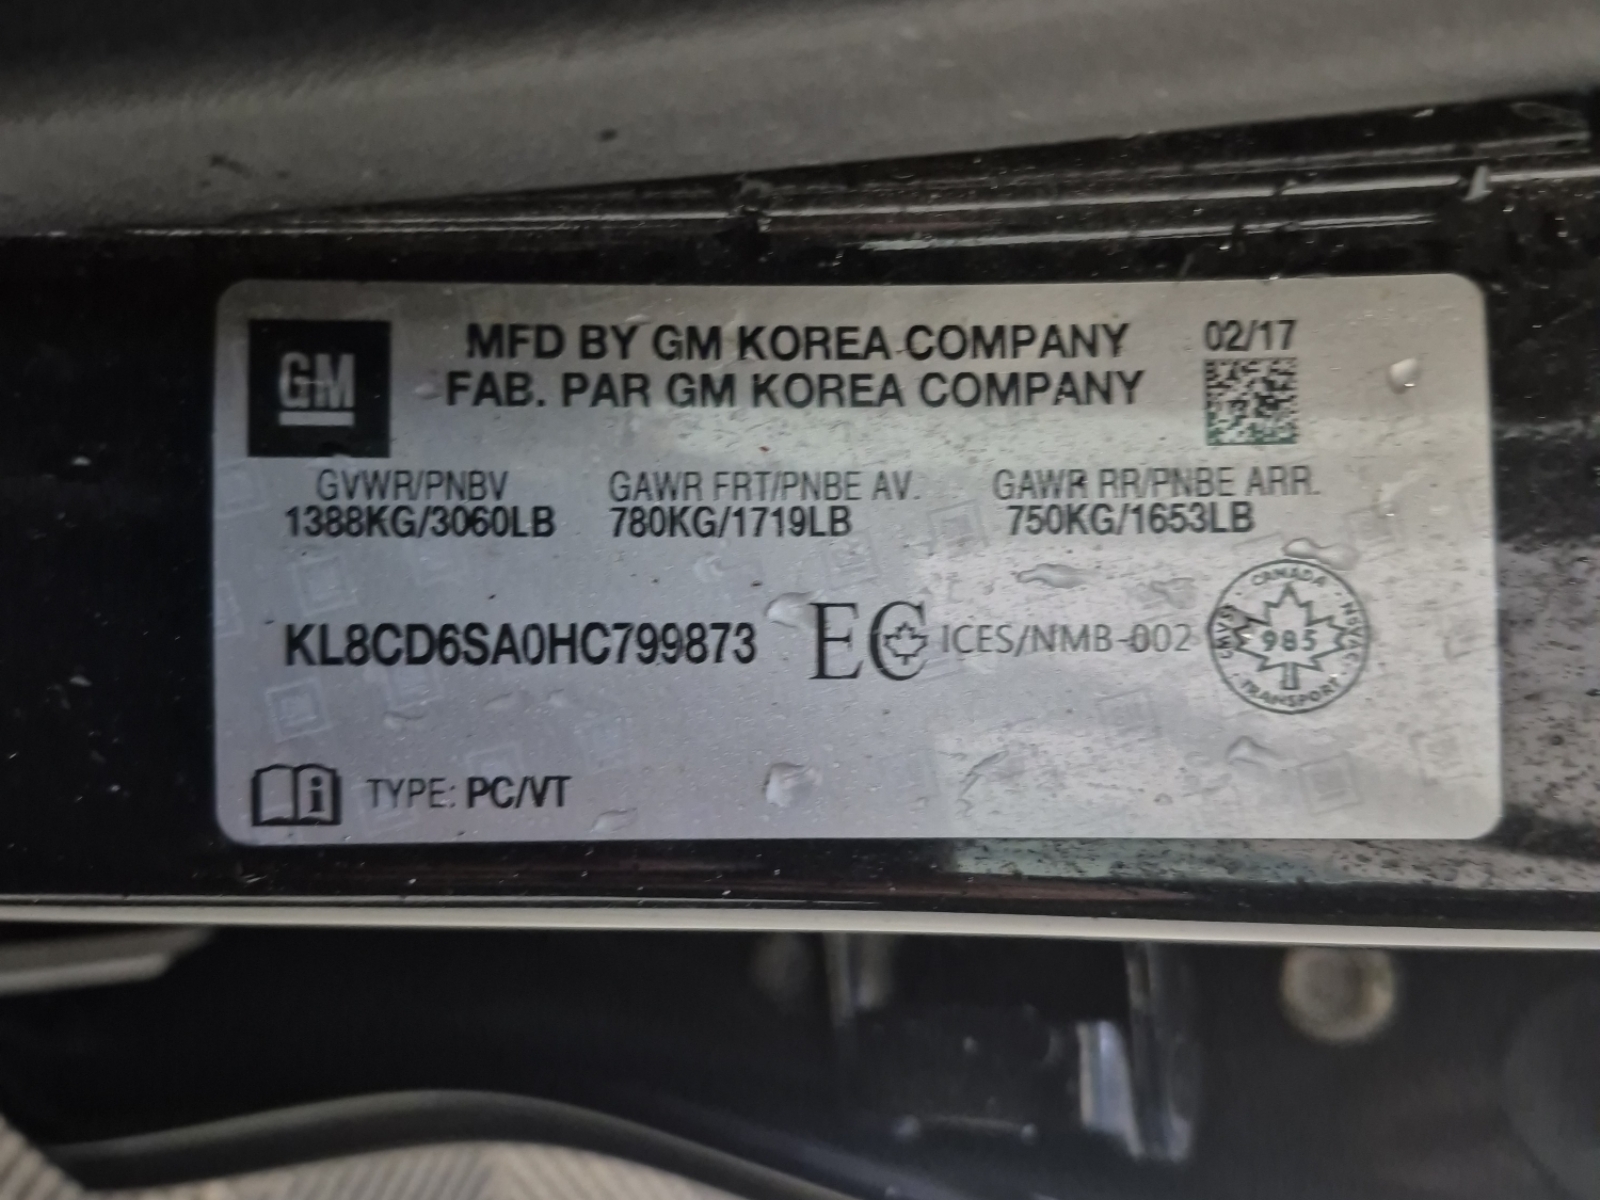 GM
MFD BY GM KOREA COMPANY
FAB. PAR GM KOREA COMPANY
02/17
GVWR/PNBV GAWR FRT/PNBE AV. GAWR RR/PNBE ARR.
1388KG/3060LB 780KG/1719LB 750KG/1653LB
KL8CD6SA0HC799873 EC ICES/NMB-002
CANADA
CMVSS 985 NSVAC
TRANSPORT
i TYPE: PC/VT